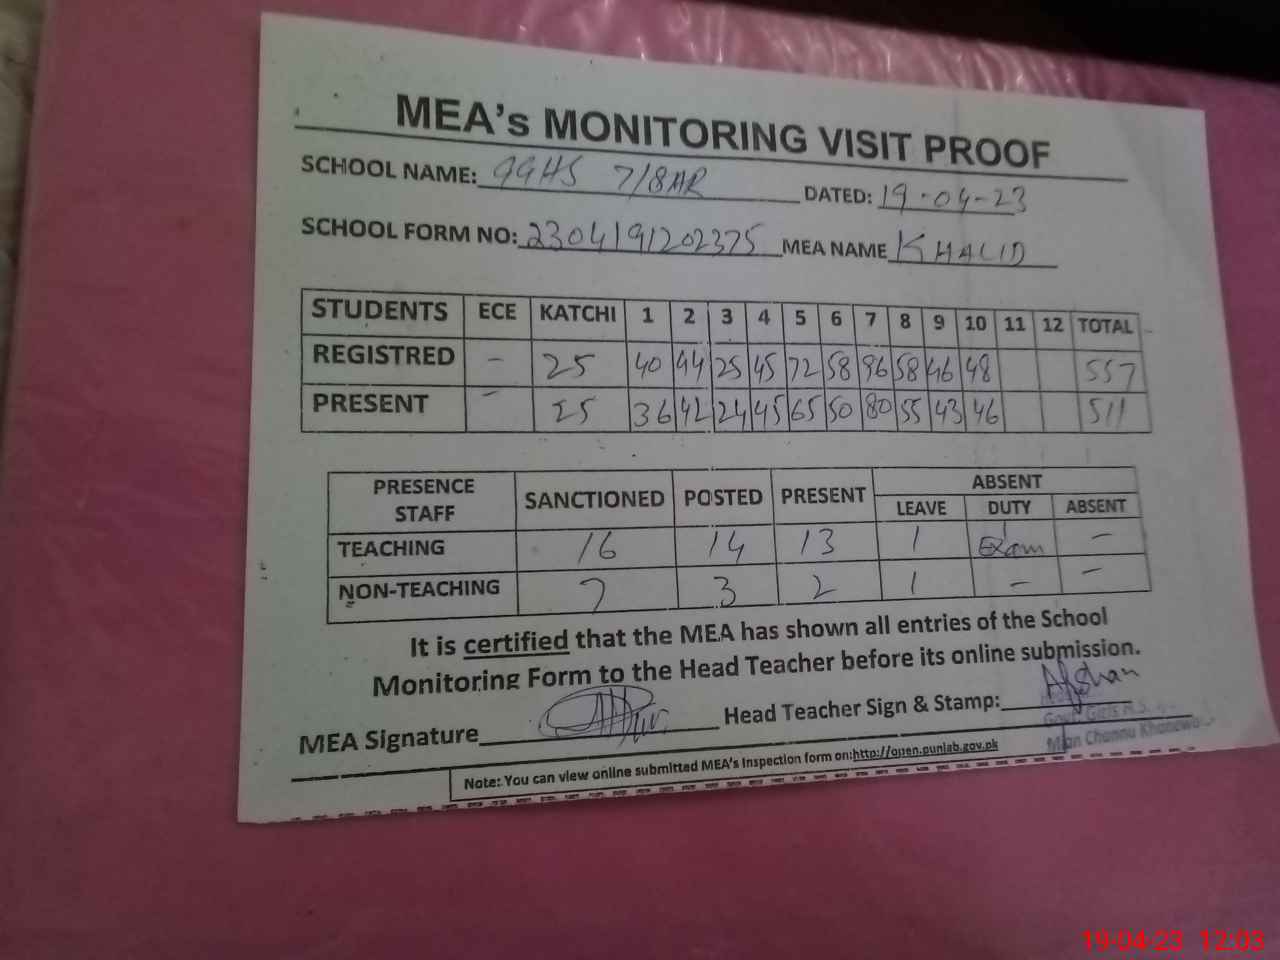 MEA's MONITORING VISIT PROOF
SCHOOL NAME: GGHS 7/8AR DATED: 19-04-23
SCHOOL FORM NO: 2304191202375 MEA NAME KHALID
STUDENTS ECE KATCHI 1 2 3 4 5 6 7 8 9 10 11 12 TOTAL
REGISTRED - 25 40 44 25 45 72 58 96 58 46 48 557
PRESENT - 25 36 42 24 45 65 50 80 55 43 46 511
PRESENCE STAFF SANCTIONED POSTED PRESENT ABSENT
LEAVE DUTY ABSENT
TEACHING 16 14 13 1 Exam -
NON-TEACHING 7 3 2 1 - -
It is certified that the MEA has shown all entries of the School
Monitoring Form to the Head Teacher before its online submission.
MEA Signature Head Teacher Sign & Stamp: Afshan
Govt. Girls H.S.
Mian Channu Khanewal
Note: You can view online submitted MEA's Inspection form on:http://open.punjab.gov.pk
19-04-23 12:03